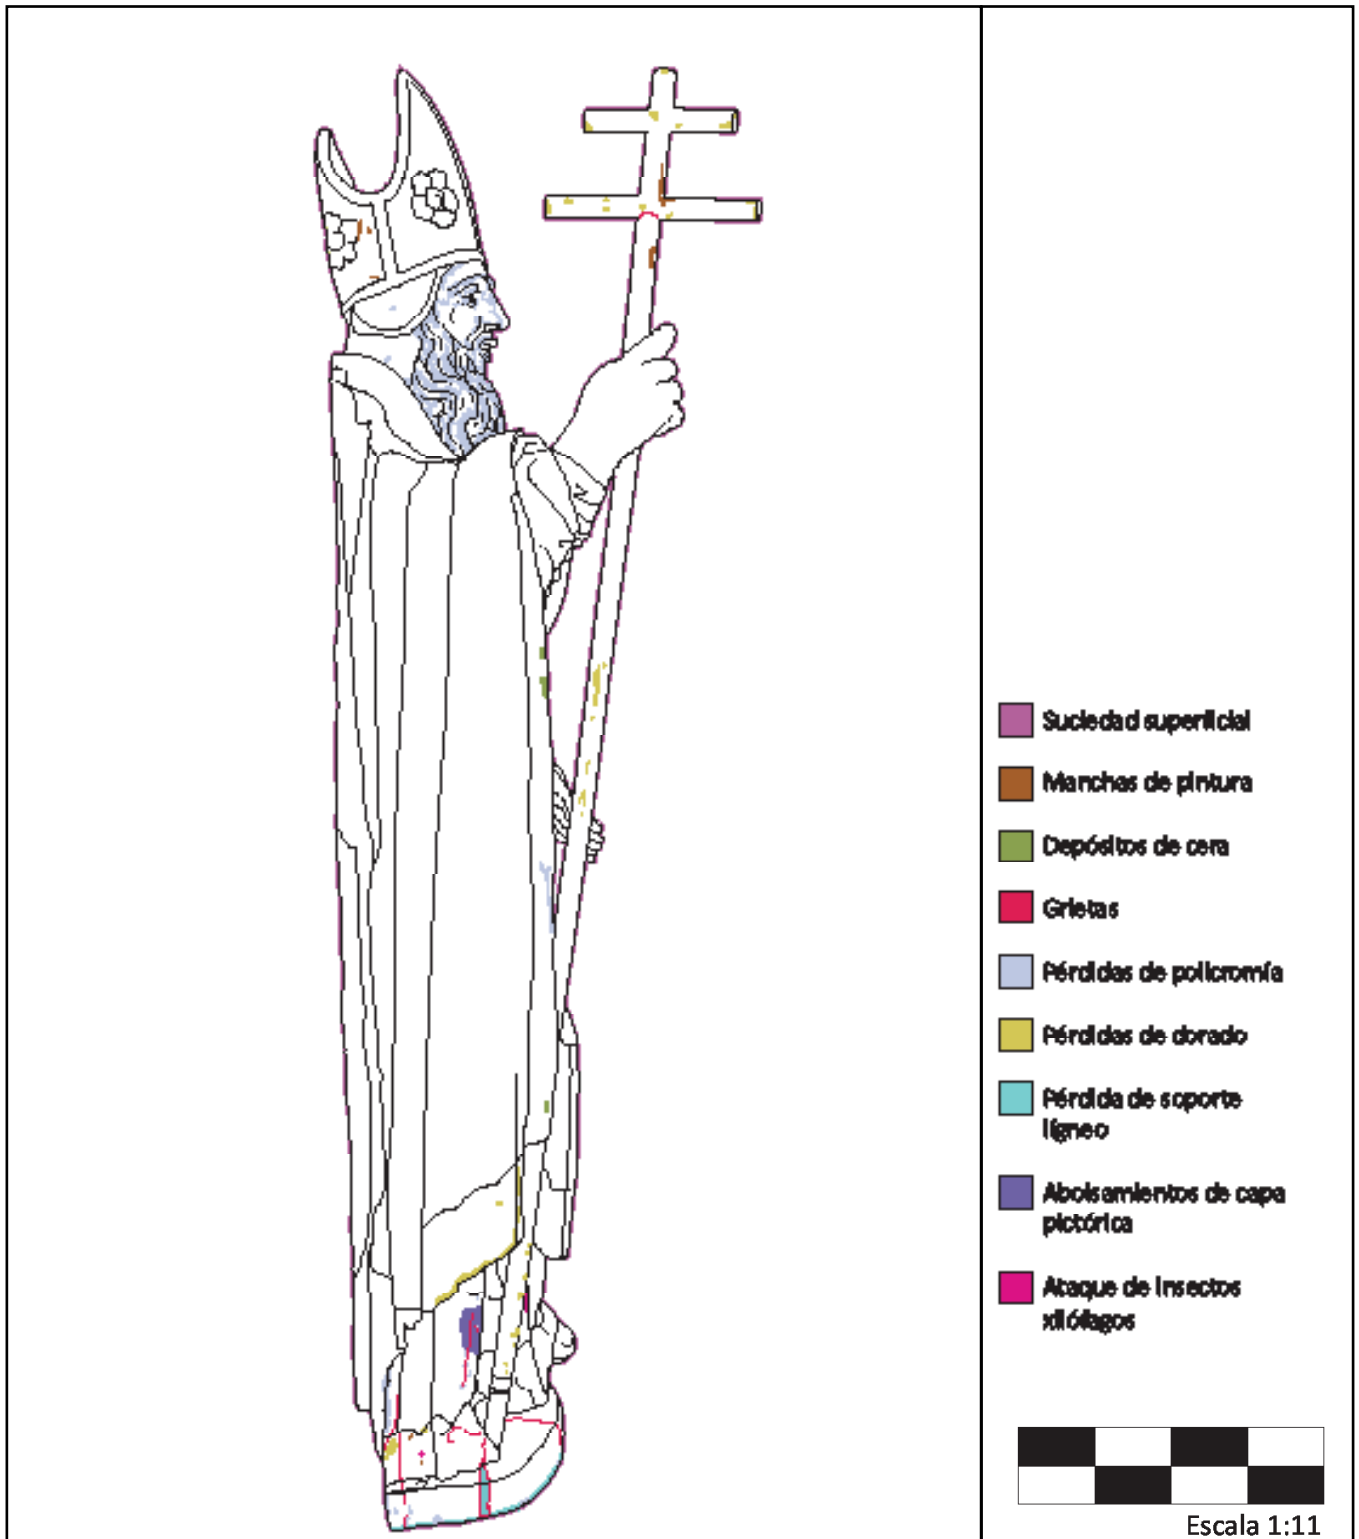 Suciedad superficial
Manchas de pintura
Depósitos de cera
Grietas
Pérdidas de policromía
Pérdidas de dorado
Pérdida de soporte
lígneo
Abolsamientos de capa
pictórica
Ataque de insectos
xilófagos
Escala 1:11